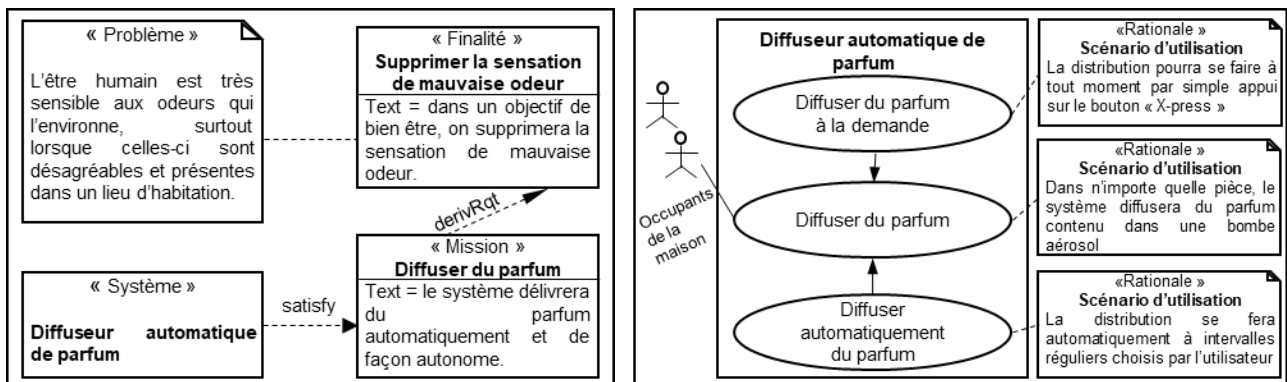 « Problème »
L'être humain est très
sensible aux odeurs qui
l'environne, surtout
lorsque celles-ci sont
désagréables et présentes
dans un lieu d'habitation.
« Finalité »
Supprimer la sensation
de mauvaise odeur
Text = dans un objectif de
bien être, on supprimera la
sensation de mauvaise
odeur.
derivRqt
« Système »
Diffuseur automatique
de parfum
satisfy
« Mission »
Diffuser du parfum
Text = le système délivrera
du parfum
automatiquement et de
façon autonome.
Diffuseur automatique de
parfum
Diffuser du parfum
à la demande
Occupants
de la
maison
Diffuser du parfum
Diffuser
automatiquement
du parfum
«Rationale »
Scénario d'utilisation
La distribution pourra se faire à
tout moment par simple appui
sur le bouton « X-press »
«Rationale »
Scénario d'utilisation
Dans n'importe quelle pièce, le
système diffusera du parfum
contenu dans une bombe
aérosol
«Rationale »
Scénario d'utilisation
La distribution se fera
automatiquement à intervalles
réguliers choisis par l'utilisateur